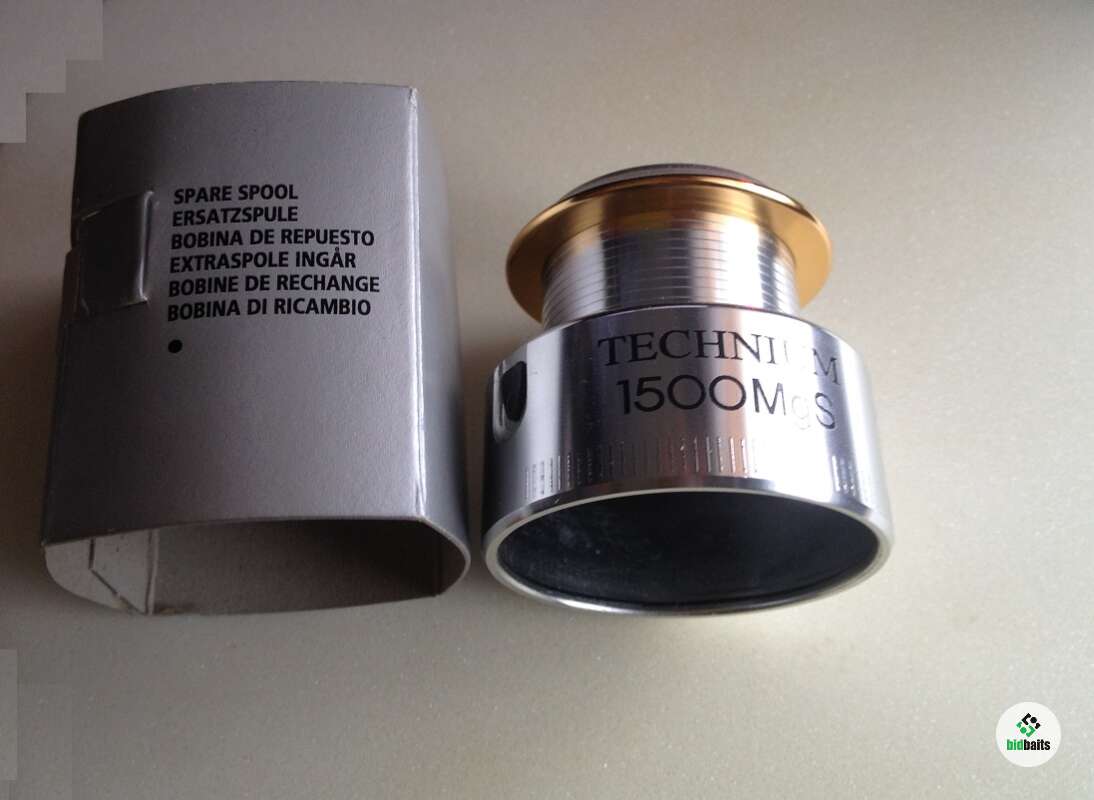 SPARE SPOOL
ERSATZSPULE
BOBINA DE REPUESTO
EXTRASPOLE INGÅR
BOBINE DE RECHANGE
BOBINA DI RICAMBIO
TECHNIUM
1500MgS
bidbaits